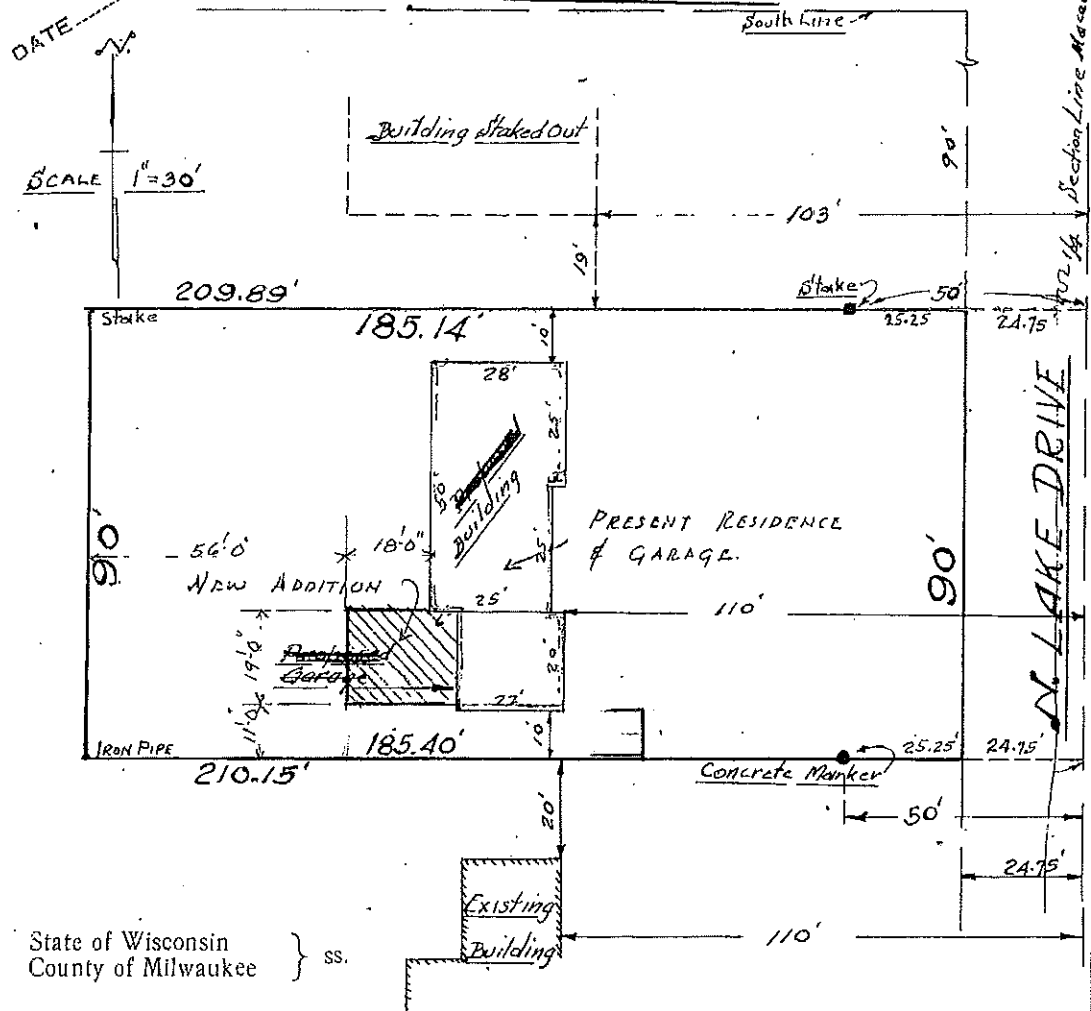 DATE
South Line
N.
Section Line
Building Staked Out
90'
SCALE 1"=30'
103'
19'
209.89'
Stake
50'
Stake
185.14'
10'
25.25
24.75
28'
25'
50'
Building
PRESENT RESIDENCE
& GARAGE.
25'
N. LAKE DRIVE
90'
56'0"
18'0"
NEW ADDITION
25'
90'
110'
6'
19'-0"
Proposed
Garage
20'
11'-0"
22'
10'
IRON PIPE
185.40'
25.25'
24.75'
210.15'
Concrete Marker
50'
20'
24.75'
Existing
Building
110'
State of Wisconsin
County of Milwaukee } ss.